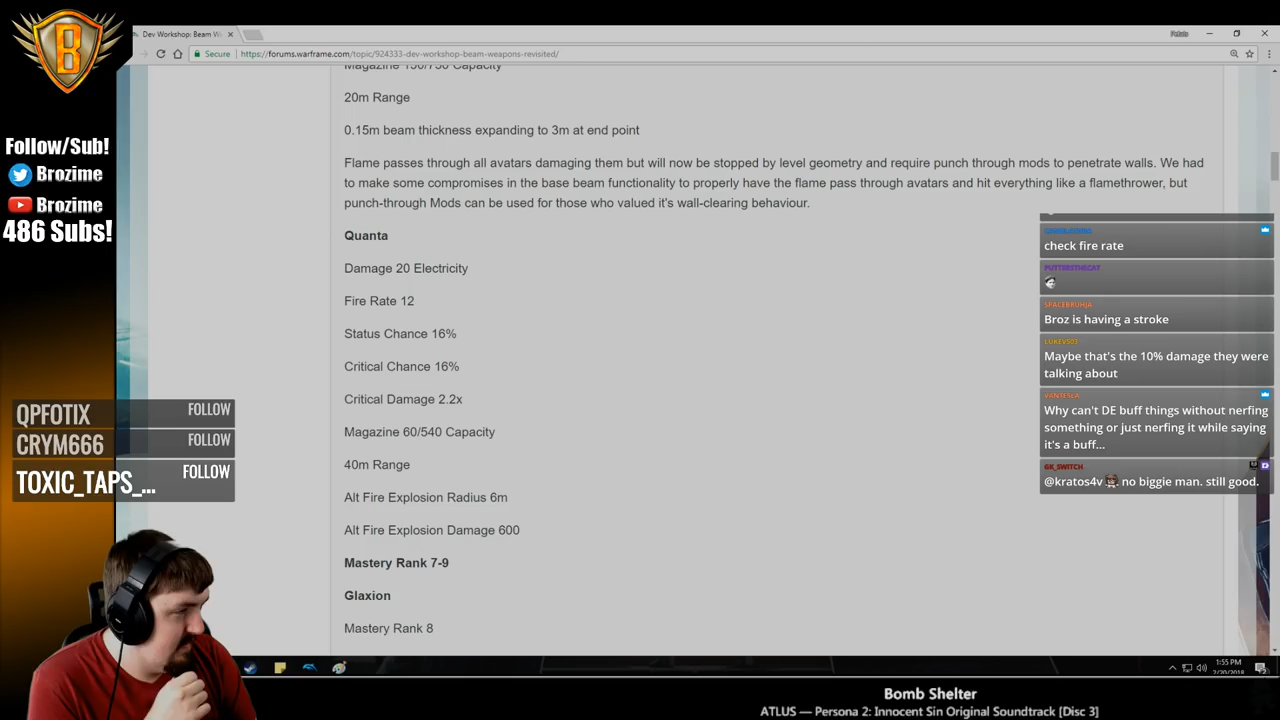 B
Dev Workshop: Beam W
Secure
https://forums.warframe.com/topic/924333-dev-workshop-beam-weapons-revisited/
Follow/Sub!
Brozime
Brozime
486 Subs!
QPFOTIX FOLLOW
CRYM666 FOLLOW
TOXIC_TAPS_... FOLLOW
Capacity
20m Range
0.15m beam thickness expanding to 3m at end point
Flame passes through all avatars damaging them but will now be stopped by level geometry and require punch through mods to penetrate walls. We had
to make some compromises in the base beam functionality to properly have the flame pass through avatars and hit everything like a flamethrower, but
punch-through Mods can be used for those who valued it's wall-clearing behaviour.
Quanta
Damage 20 Electricity
Fire Rate 12
Status Chance 16%
Critical Chance 16%
Critical Damage 2.2x
Magazine 60/540 Capacity
40m Range
Alt Fire Explosion Radius 6m
Alt Fire Explosion Damage 600
Mastery Rank 7-9
Glaxion
Mastery Rank 8
check fire rate
PUTTERSTHECAT
SPACEBRUHJA
Broz is having a stroke
LUKEVS03
Maybe that's the 10% damage they were
talking about
VANTESLA
Why can't DE buff things without nerfing
something or just nerfing it while saying
it's a buff...
GK_SWITCH
@kratos4v . no biggie man. still good.
1:55 PM
2/20/2018
Bomb Shelter
ATLUS — Persona 2: Innocent Sin Original Soundtrack [Disc 3]